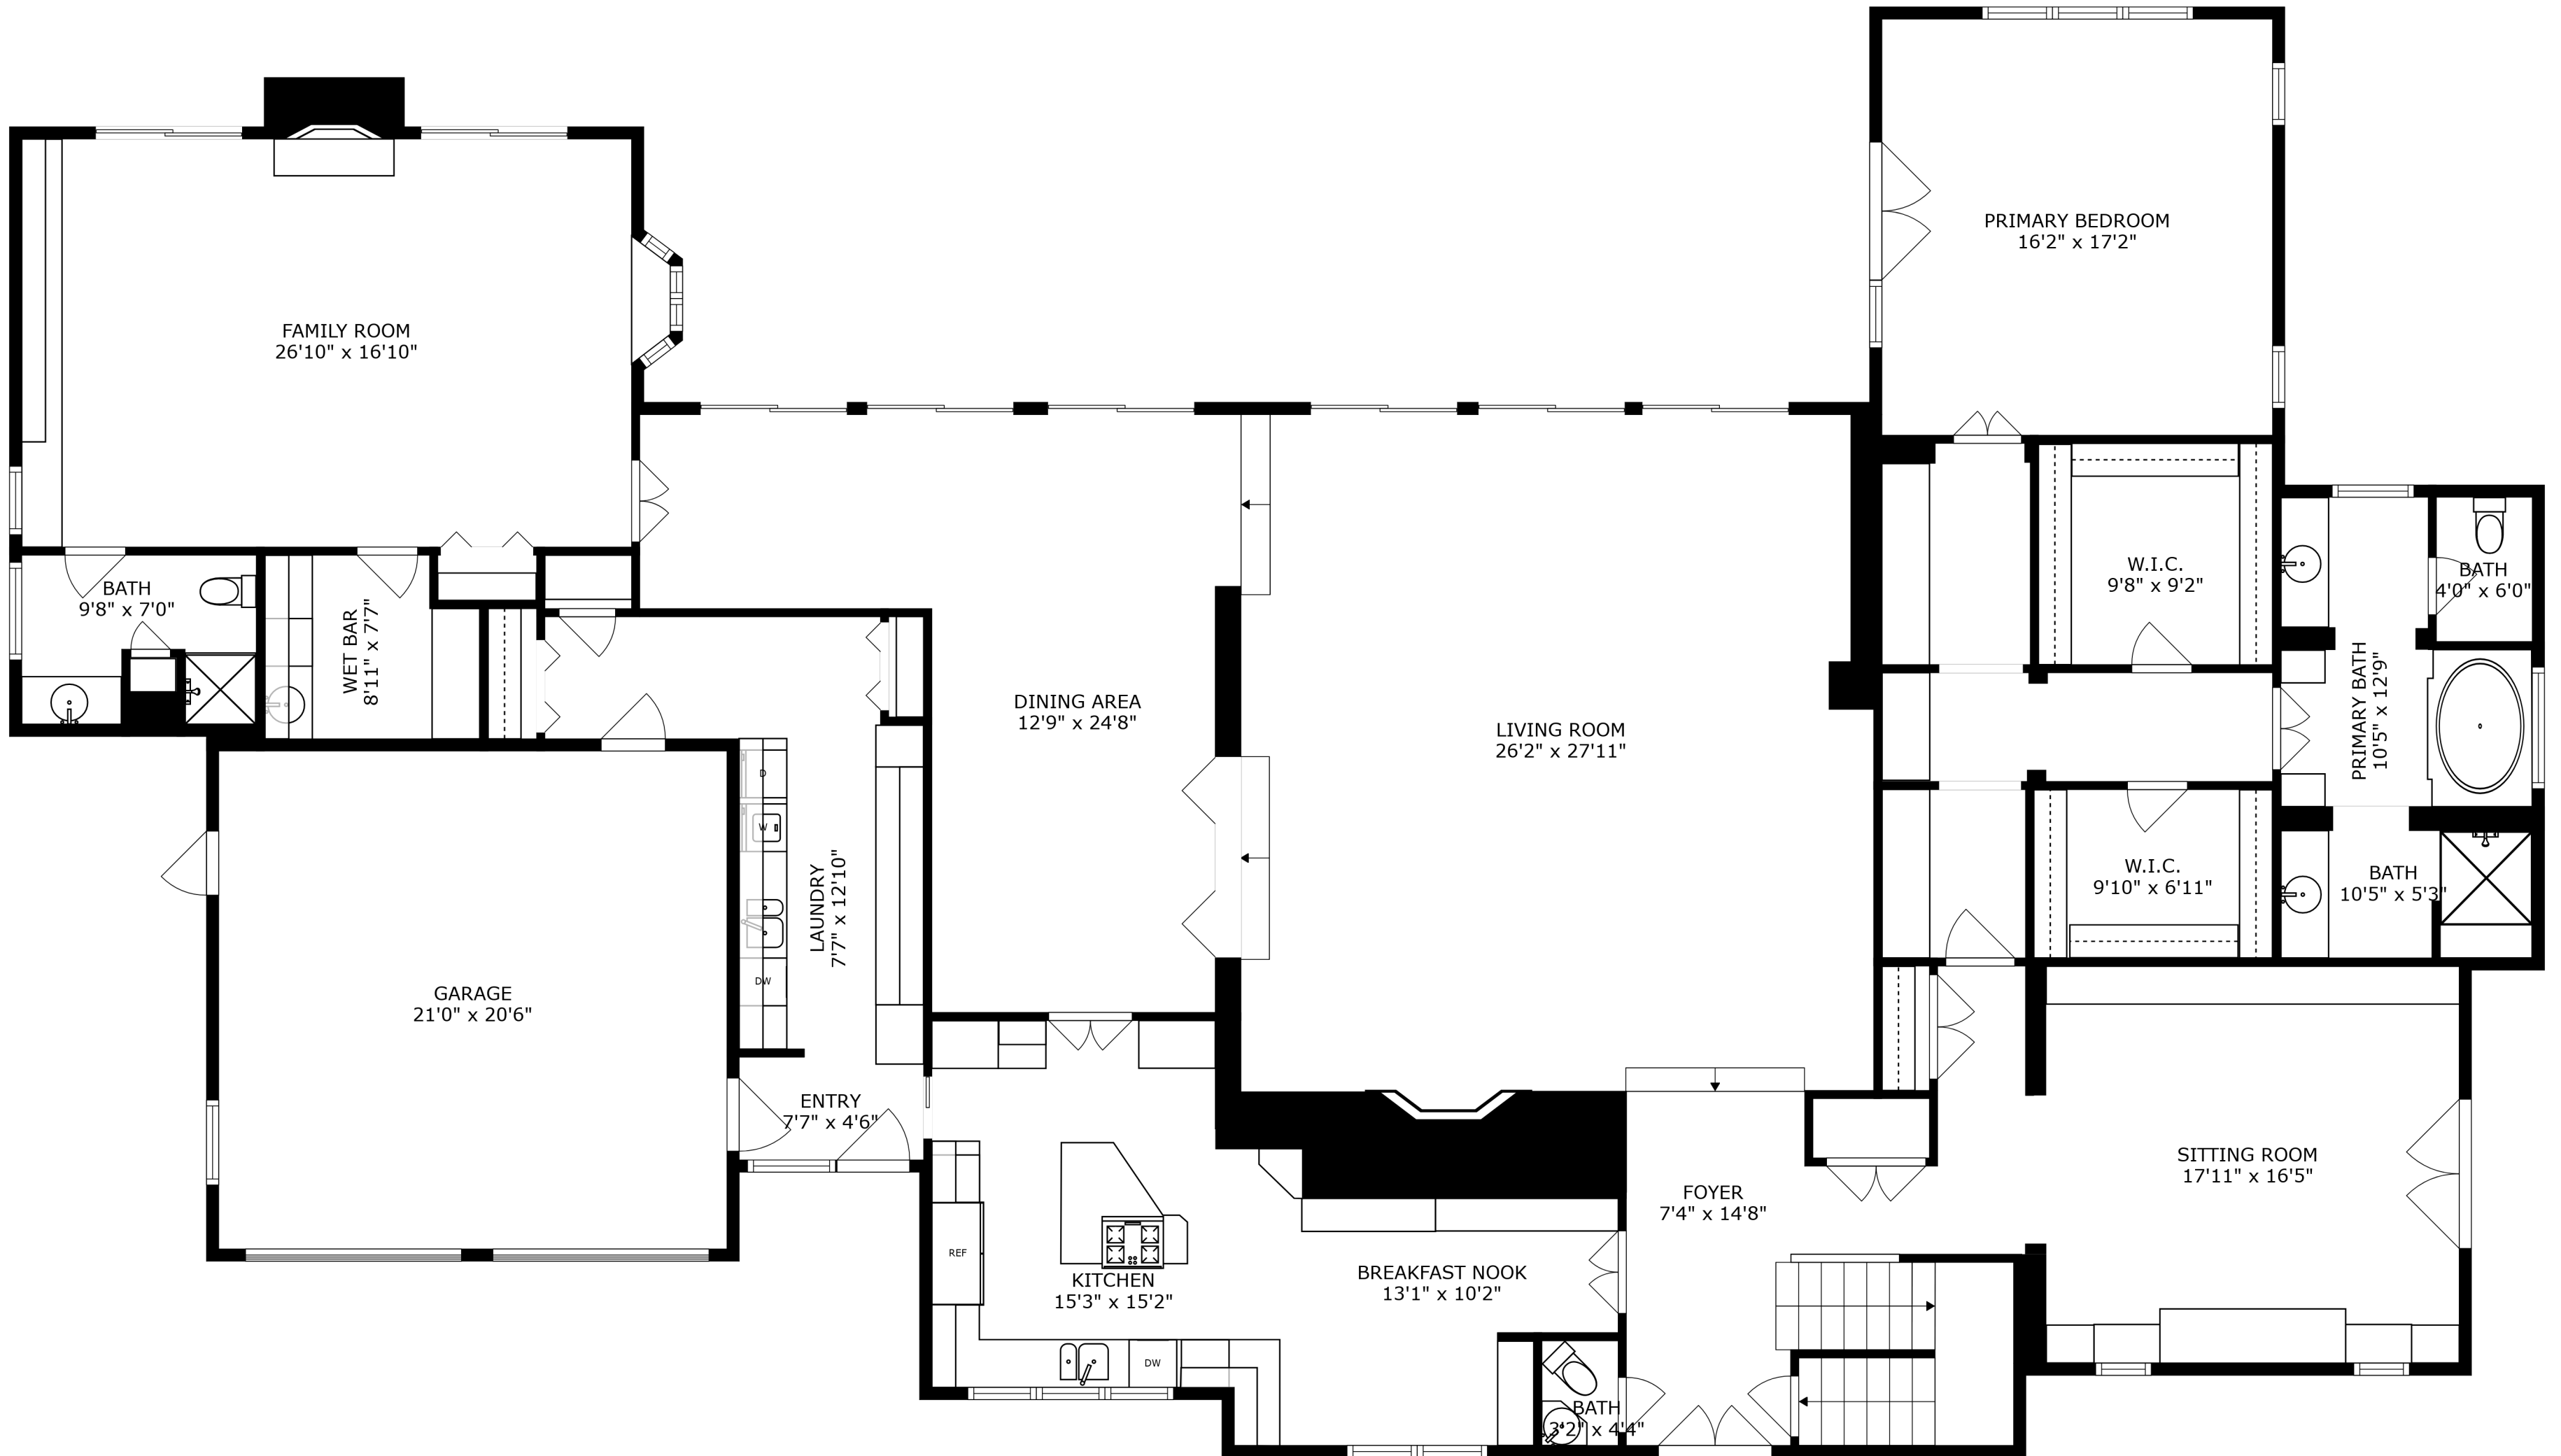 PRIMARY BEDROOM
16'2" x 17'2"
FAMILY ROOM
26'10" x 16'10"
BATH
9'8" x 7'0"
WET BAR
8'11" x 7'7"
W.I.C.
9'8" x 9'2"
BATH
4'0" x 6'0"
DINING AREA
12'9" x 24'8"
LIVING ROOM
26'2" x 27'11"
PRIMARY BATH
10'5" x 12'9"
D
W
LAUNDRY
7'7" x 12'10"
DW
W.I.C.
9'10" x 6'11"
BATH
10'5" x 5'3"
GARAGE
21'0" x 20'6"
ENTRY
7'7" x 4'6"
SITTING ROOM
17'11" x 16'5"
FOYER
7'4" x 14'8"
REF
KITCHEN
15'3" x 15'2"
BREAKFAST NOOK
13'1" x 10'2"
DW
BATH
3'2" x 4'4"